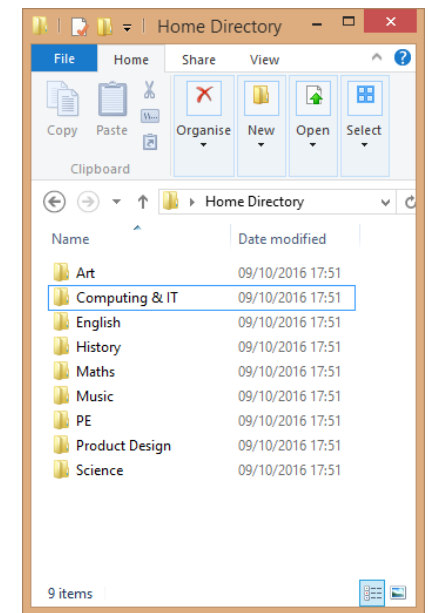 Home Directory
File Home Share View
Copy Paste Organise New Open Select
Clipboard
Home Directory
Name Date modified
Art 09/10/2016 17:51
Computing & IT 09/10/2016 17:51
English 09/10/2016 17:51
History 09/10/2016 17:51
Maths 09/10/2016 17:51
Music 09/10/2016 17:51
PE 09/10/2016 17:51
Product Design 09/10/2016 17:51
Science 09/10/2016 17:51
9 items